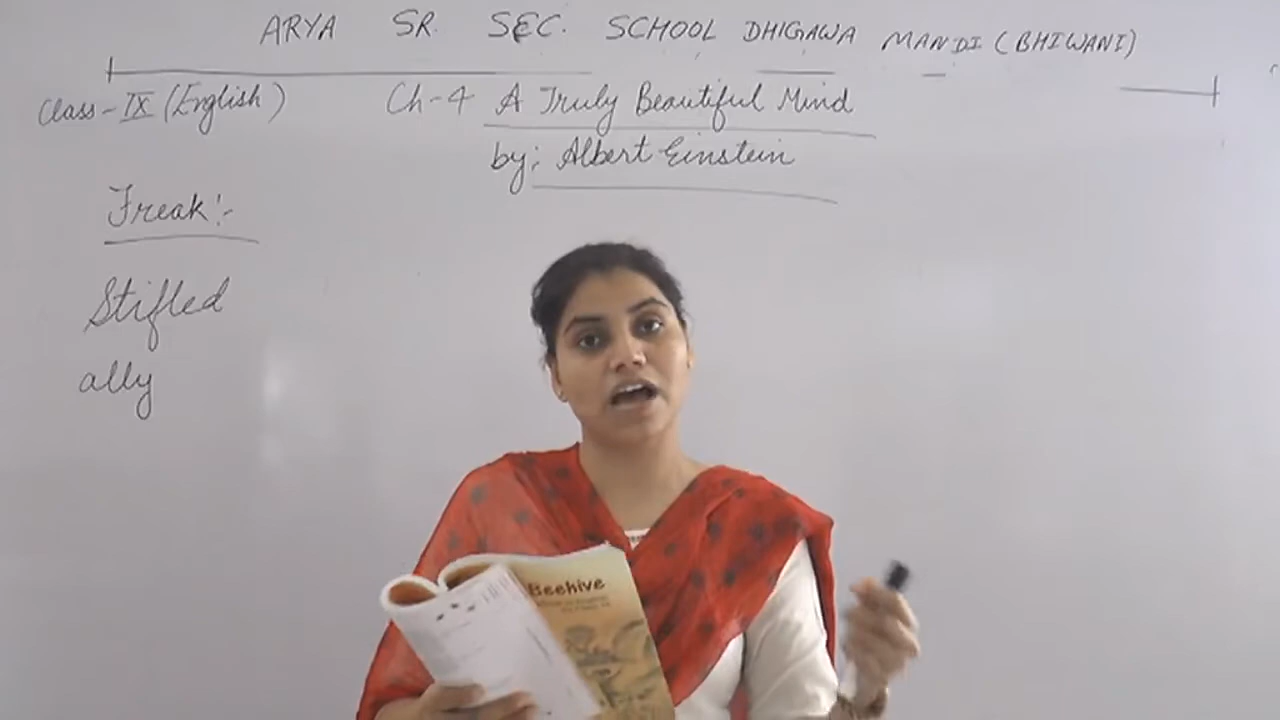 ARYA SR. SEC. SCHOOL DHIGAWA MANDI (BHIWANI)
Class-IX (English) Ch-4 A Truly Beautiful Mind
by: Albert Einstein
Freak:-
Stifled
ally
Beehive